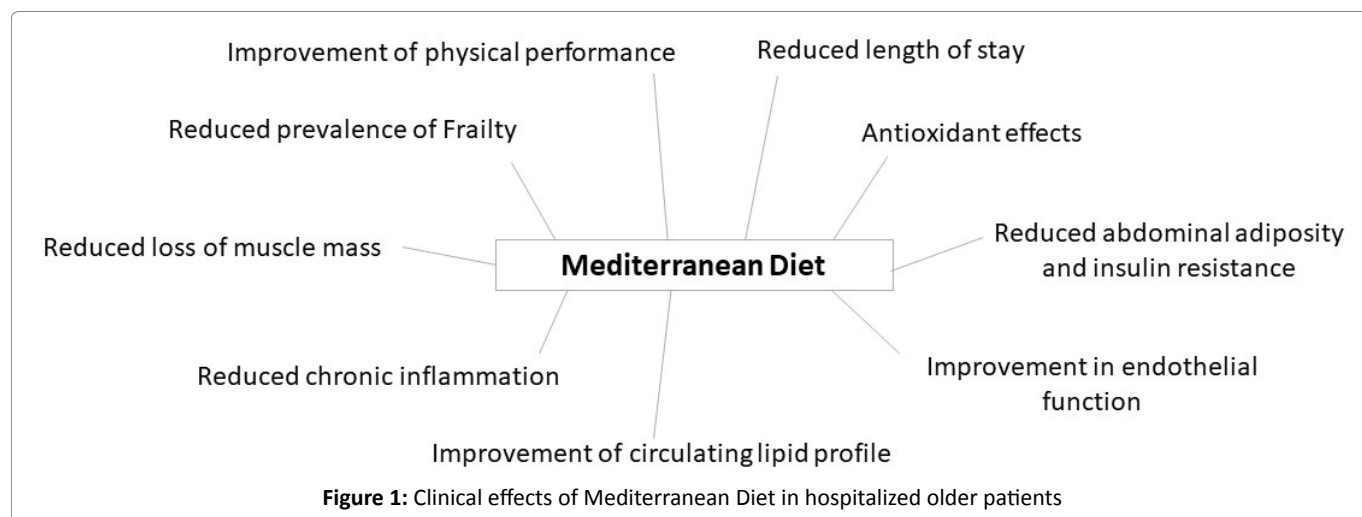 Improvement of physical performance
Reduced length of stay
Reduced prevalence of Frailty
Antioxidant effects
Reduced loss of muscle mass
Mediterranean Diet
Reduced abdominal adiposity
and insulin resistance
Reduced chronic inflammation
Improvement in endothelial
function
Improvement of circulating lipid profile
Figure 1: Clinical effects of Mediterranean Diet in hospitalized older patients